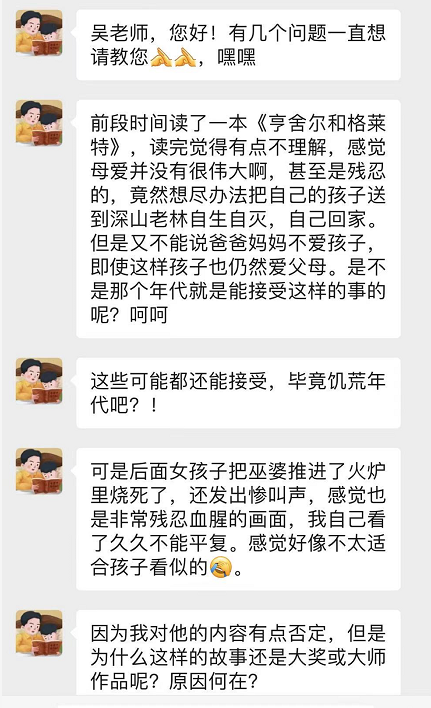 吴老师，您好！有几个问题一直想
请教您🫱🫱，嘿嘿
前段时间读了一本《亨舍尔和格莱
特》，读完觉得有点不理解，感觉
母爱并没有很伟大啊，甚至是残忍
的，竟然想尽办法把自己的孩子送
到深山老林自生自灭，自己回家。
但是又不能说爸爸妈妈不爱孩子，
即使这样孩子也仍然爱父母。是不
是那个年代就是能接受这样的事的
呢？呵呵
这些可能都还能接受，毕竟饥荒年
代吧？！
可是后面女孩子把巫婆推进了火炉
里烧死了，还发出惨叫声，感觉也
是非常残忍血腥的画面，我自己看
了久久不能平复。感觉好像不太适
合孩子看似的😂。
因为我对他的内容有点否定，但是
为什么这样的故事还是大奖或大师
作品呢？原因何在？